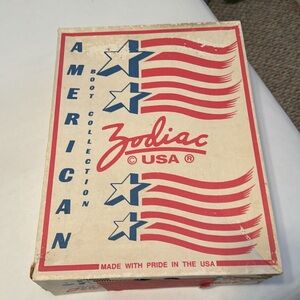 AMERICAN
BOOT COLLECTION
Zodiac
© USA ®
MADE WITH PRIDE IN THE USA